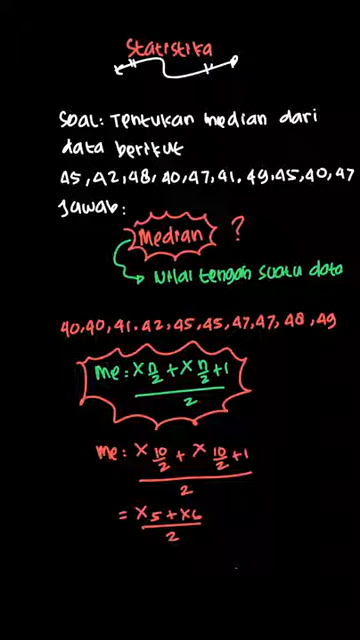 Statistika
Soal: Tentukan median dari
data berikut
45, 42, 48, 40, 47, 41, 49, 45, 40, 47
Jawab:
Median ?
Nilai tengah suatu data
40, 40, 41, 42, 45, 45, 47, 47, 48, 49
me: x n/2 + x n/2 + 1
2
me: x 10/2 + x 10/2 + 1
2
= x5 + x6
2